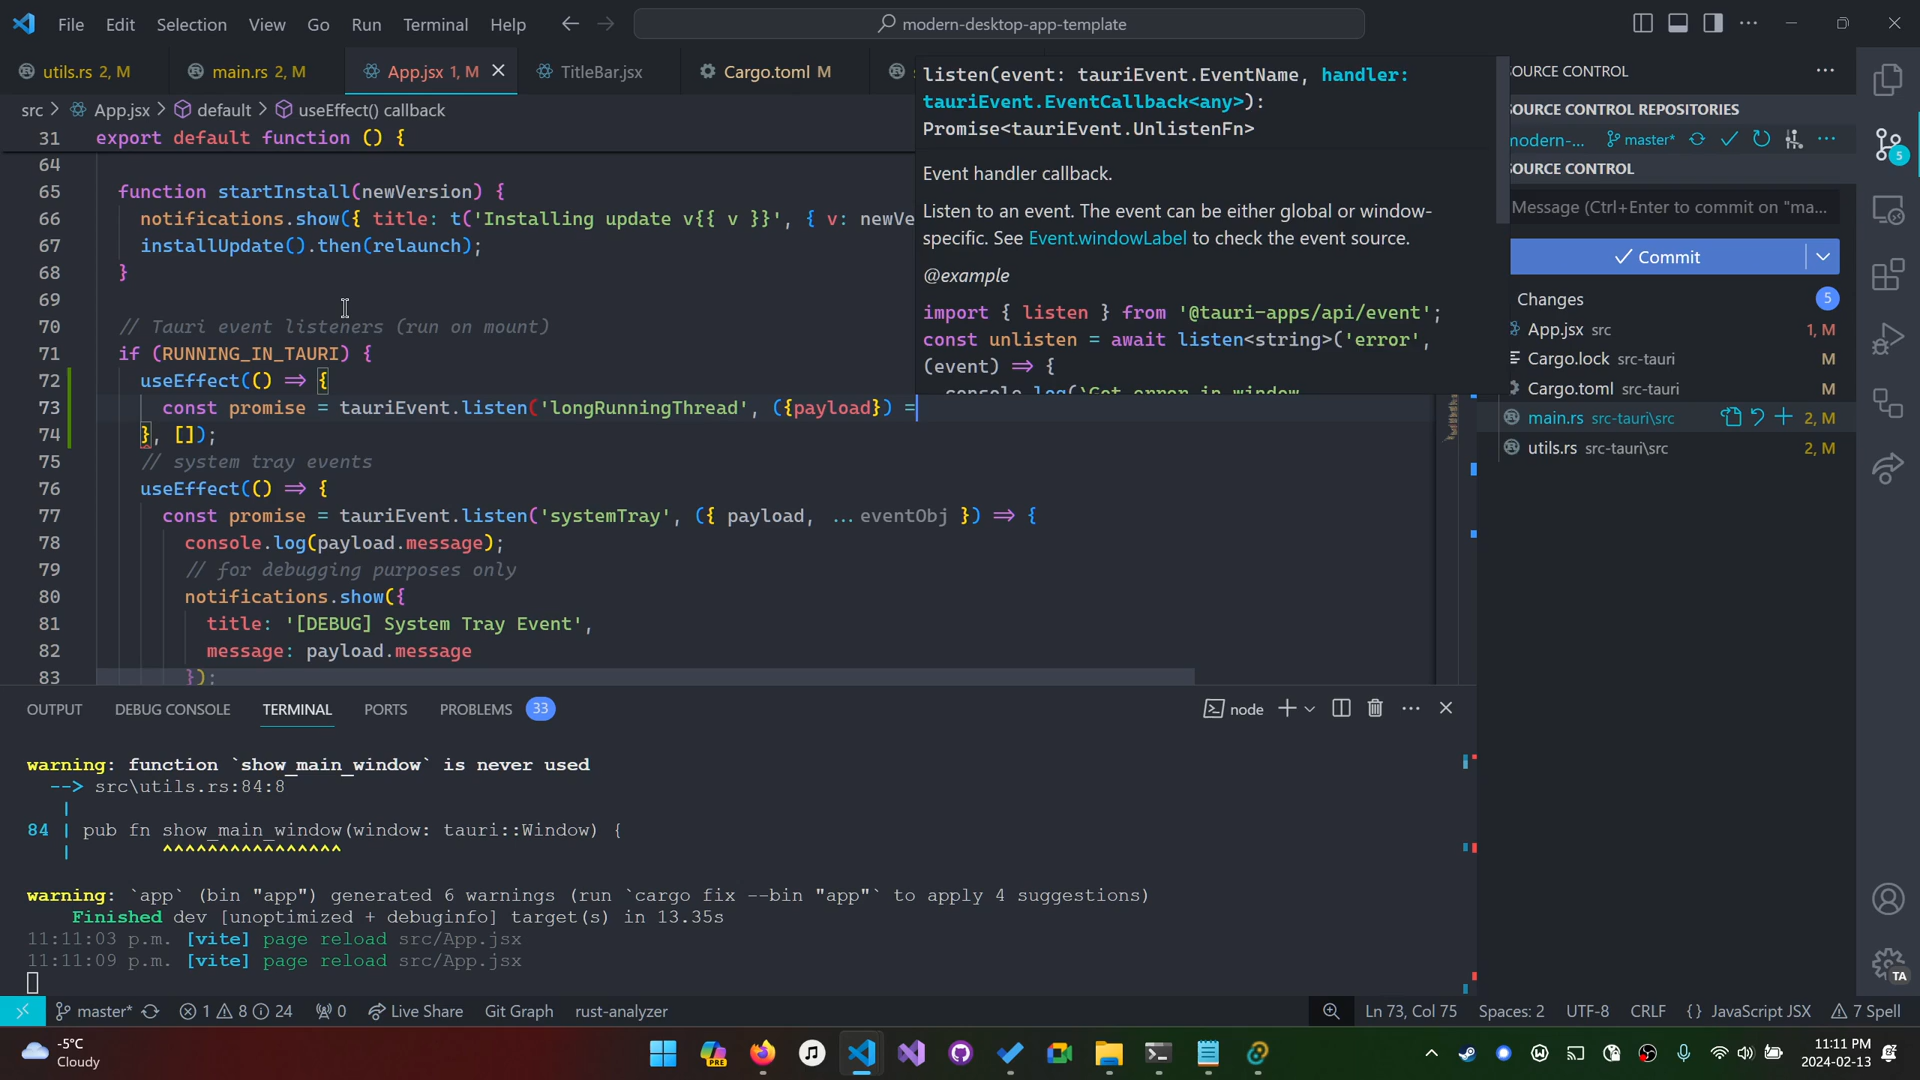 File Edit Selection View Go Run Terminal Help modern-desktop-app-template
utils.rs 2, M main.rs 2, M App.jsx 1, M TitleBar.jsx Cargo.toml M
src > App.jsx > default > useEffect() callback
31 export default function () {
64
65 function startInstall(newVersion) {
66 notifications.show({ title: t('Installing update v{{ v }}', { v: newVe
67 installUpdate().then(relaunch);
68 }
69
70 // Tauri event listeners (run on mount)
71 if (RUNNING_IN_TAURI) {
72 useEffect(() => {
73 const promise = tauriEvent.listen('longRunningThread', ({payload}) =
74 }, []);
75 // system tray events
76 useEffect(() => {
77 const promise = tauriEvent.listen('systemTray', ({ payload, ...eventObj }) => {
78 console.log(payload.message);
79 // for debugging purposes only
80 notifications.show({
81 title: '[DEBUG] System Tray Event',
82 message: payload.message
83 });
listen(event: tauriEvent.EventName, handler:
tauriEvent.EventCallback<any>):
Promise<tauriEvent.UnlistenFn>
Event handler callback.
Listen to an event. The event can be either global or window-
specific. See Event.windowLabel to check the event source.
@example
import { listen } from '@tauri-apps/api/event';
const unlisten = await listen<string>('error',
(event) => {
console.log(`Got error in window
OURCE CONTROL
SOURCE CONTROL REPOSITORIES
modern-... master*
SOURCE CONTROL
Message (Ctrl+Enter to commit on "ma...
Commit
Changes 5
App.jsx src 1, M
Cargo.lock src-tauri M
Cargo.toml src-tauri M
main.rs src-tauri\src 2, M
utils.rs src-tauri\src 2, M
5
OUTPUT DEBUG CONSOLE TERMINAL PORTS PROBLEMS 33 node
warning: function `show_main_window` is never used
--> src\utils.rs:84:8
|
84 | pub fn show_main_window(window: tauri::Window) {
| ^^^^^^^^^^^^^^^^
warning: `app` (bin "app") generated 6 warnings (run `cargo fix --bin "app"` to apply 4 suggestions)
Finished dev [unoptimized + debuginfo] target(s) in 13.35s
11:11:03 p.m. [vite] page reload src/App.jsx
11:11:09 p.m. [vite] page reload src/App.jsx
TA
master* 1 8 24 0 Live Share Git Graph rust-analyzer Ln 73, Col 75 Spaces: 2 UTF-8 CRLF {} JavaScript JSX 7 Spell
-5°C
Cloudy
PRE
11:11 PM
2024-02-13